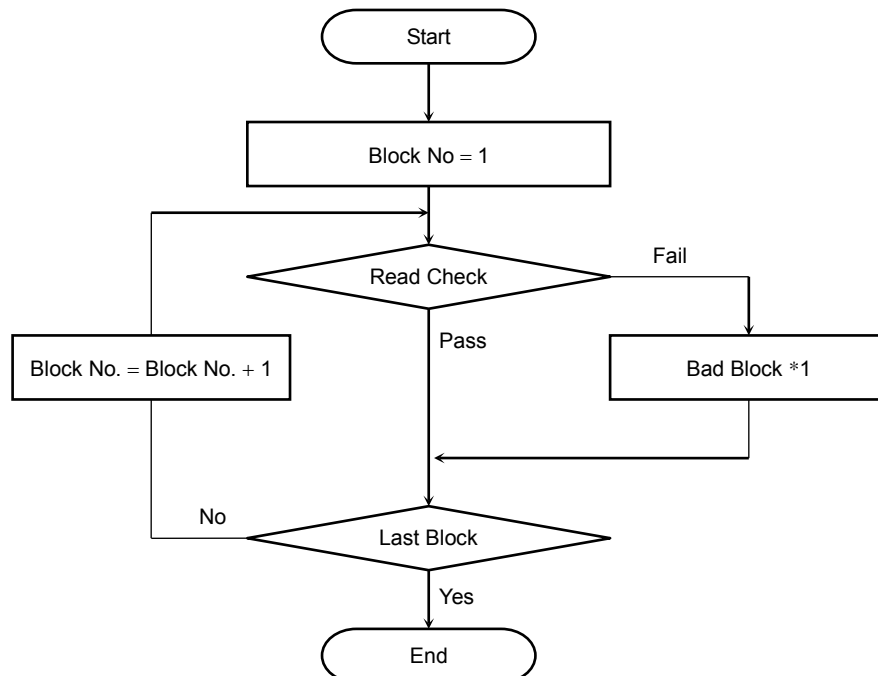 Start
Block No = 1
Read Check
Fail
Pass
Block No. = Block No. + 1
Bad Block *1
No
Last Block
Yes
End